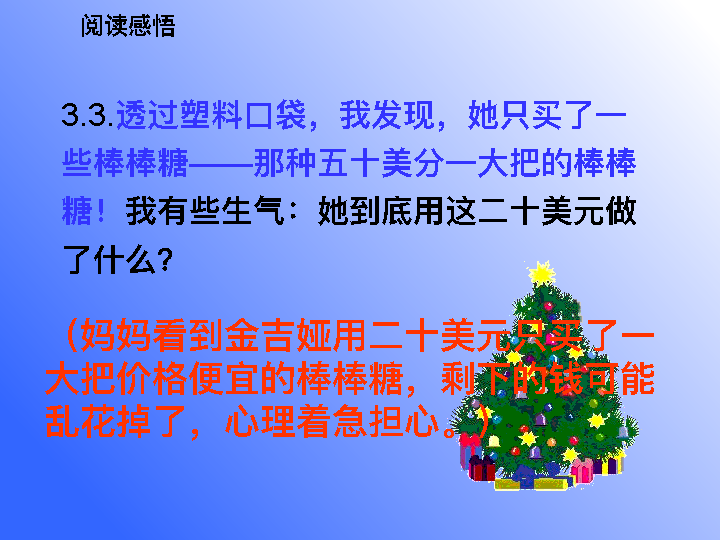 阅读感悟
3.3.透过塑料口袋，我发现，她只买了一
些棒棒糖——那种五十美分一大把的棒棒
糖！我有些生气：她到底用这二十美元做
了什么？
（妈妈看到金吉娅用二十美元只买了一
大把价格便宜的棒棒糖，剩下的钱可能
乱花掉了，心理着急担心。）